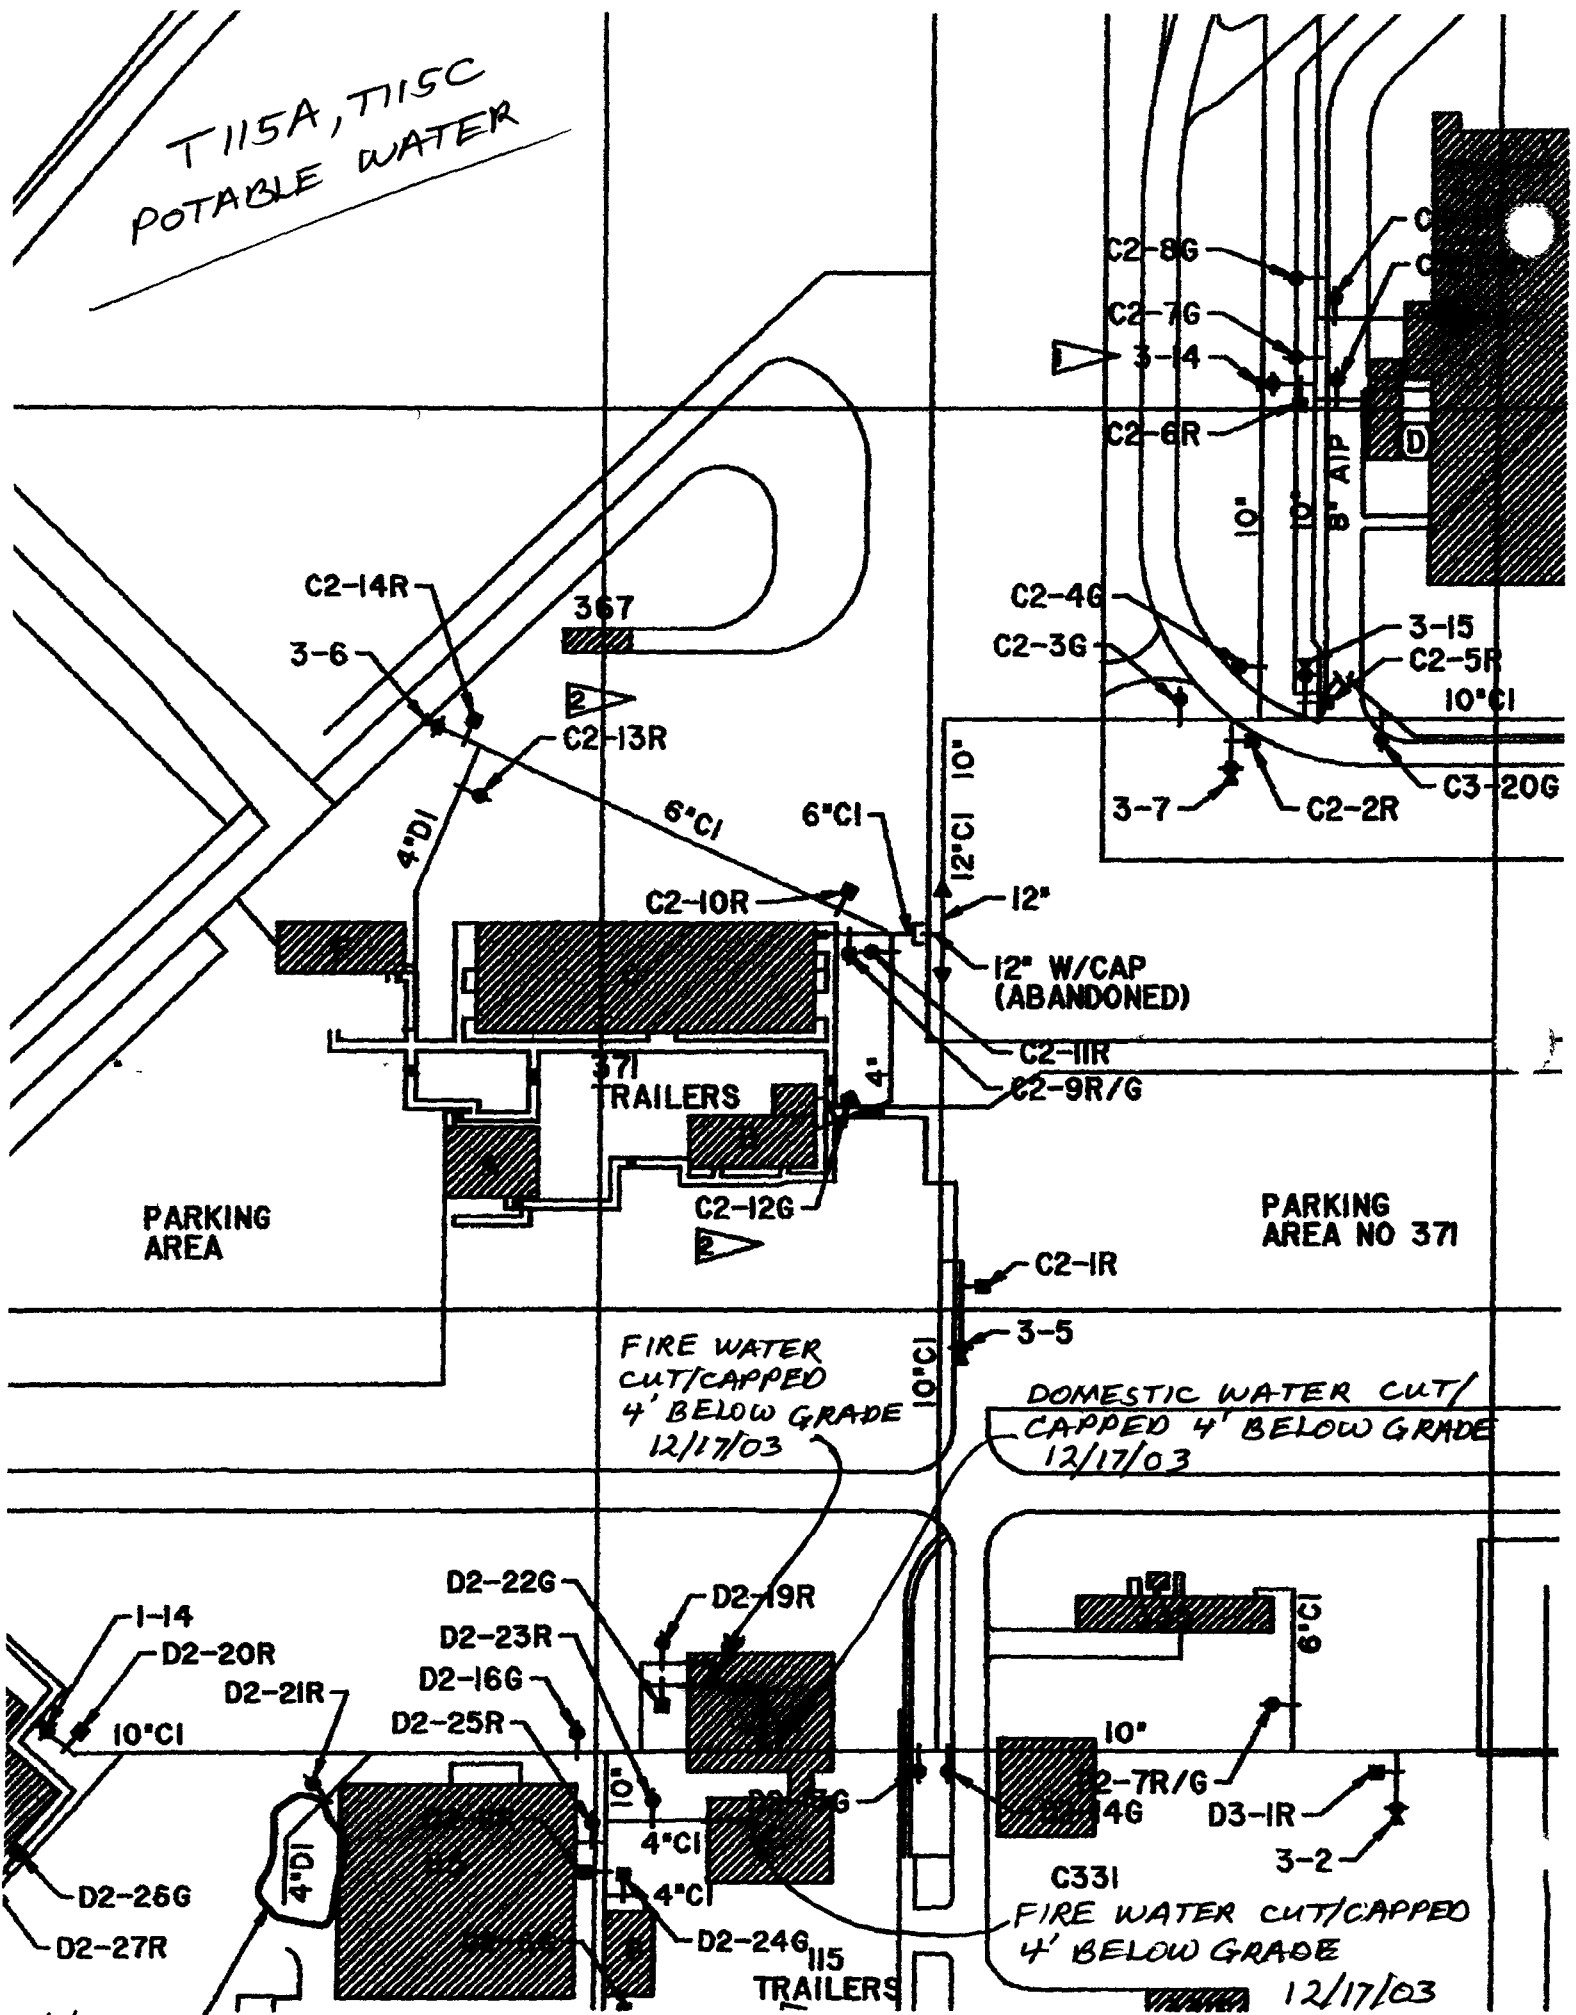 T115A, T115C
POTABLE WATER
C2-8G
C2-7G
3-14
C2-6R
D
10"
10"
8" AIP
C2-14R
367
3-6
2
C2-13R
C2-4G
C2-3G
3-15
C2-5R
10"CI
10"
12"CI
3-7
C2-2R
C3-20G
4"DI
6"CI
6"CI
C2-10R
12"
12" W/CAP
(ABANDONED)
C2-11R
C2-9R/G
4"
371
TRAILERS
C2-12G
2
PARKING
AREA
PARKING
AREA NO 371
C2-1R
3-5
10"CI
FIRE WATER
CUT/CAPPED
4' BELOW GRADE
12/17/03
DOMESTIC WATER CUT/
CAPPED 4' BELOW GRADE
12/17/03
D2-22G
D2-19R
1-14
D2-20R
D2-23R
D2-16G
D2-21R
D2-25R
10"CI
6"CI
10"
10"
D2-7R/G
D3-1R
3-2
4"CI
4"CI
4"DI
D2-26G
D2-27R
D2-24G
115
TRAILERS
C331
FIRE WATER CUT/CAPPED
4' BELOW GRADE
12/17/03